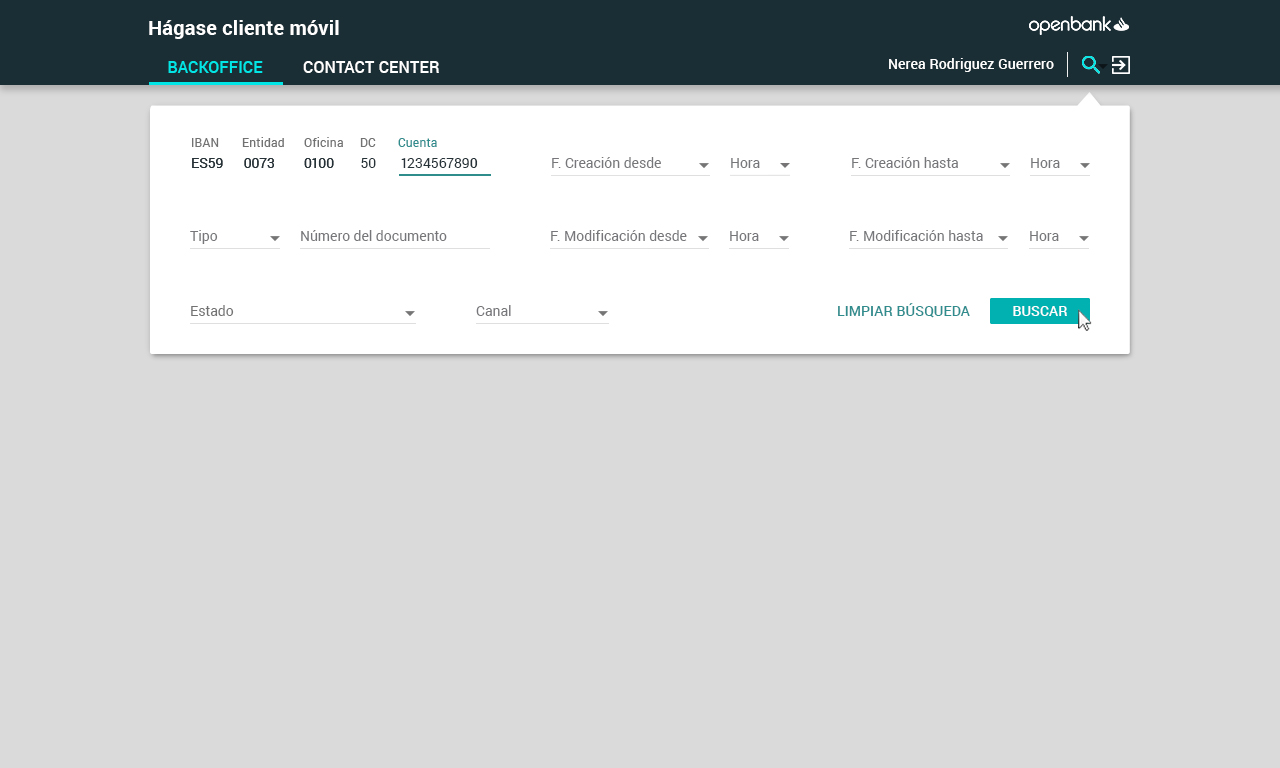 Hágase cliente móvil
openbank
BACKOFFICE CONTACT CENTER
Nerea Rodriguez Guerrero
IBAN Entidad Oficina DC Cuenta
ES59 0073 0100 50 1234567890
F. Creación desde Hora F. Creación hasta Hora
Tipo Número del documento F. Modificación desde Hora F. Modificación hasta Hora
Estado Canal LIMPIAR BÚSQUEDA BUSCAR